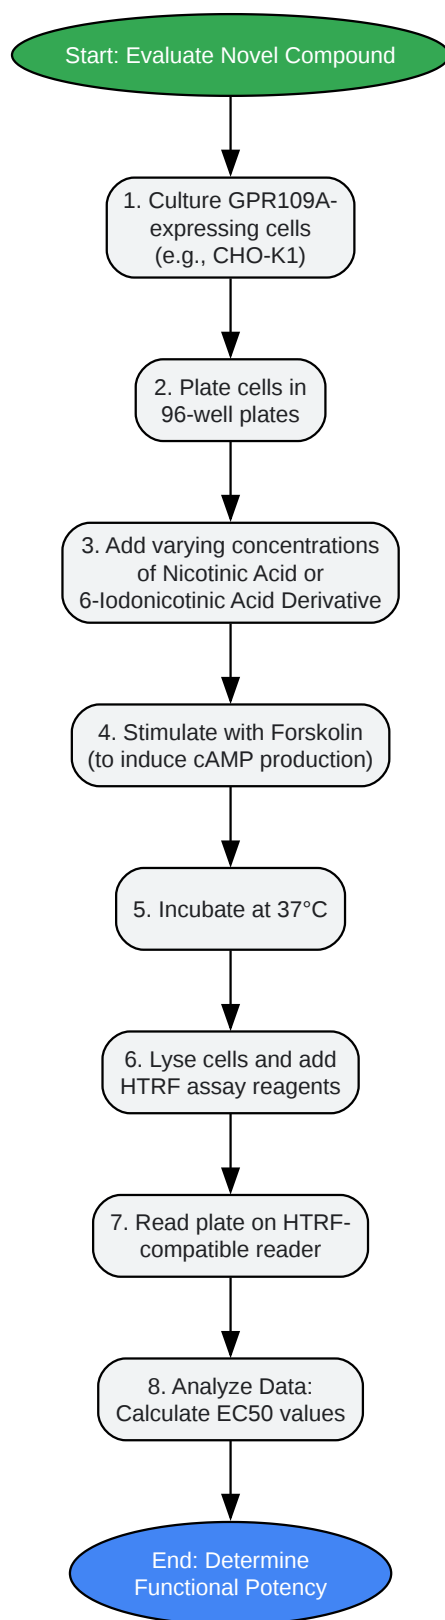 Start: Evaluate Novel Compound
1. Culture GPR109A-
expressing cells
(e.g., CHO-K1)
2. Plate cells in
96-well plates
3. Add varying concentrations
of Nicotinic Acid or
6-Iodonicotinic Acid Derivative
4. Stimulate with Forskolin
(to induce cAMP production)
5. Incubate at 37°C
6. Lyse cells and add
HTRF assay reagents
7. Read plate on HTRF-
compatible reader
8. Analyze Data:
Calculate EC50 values
End: Determine
Functional Potency